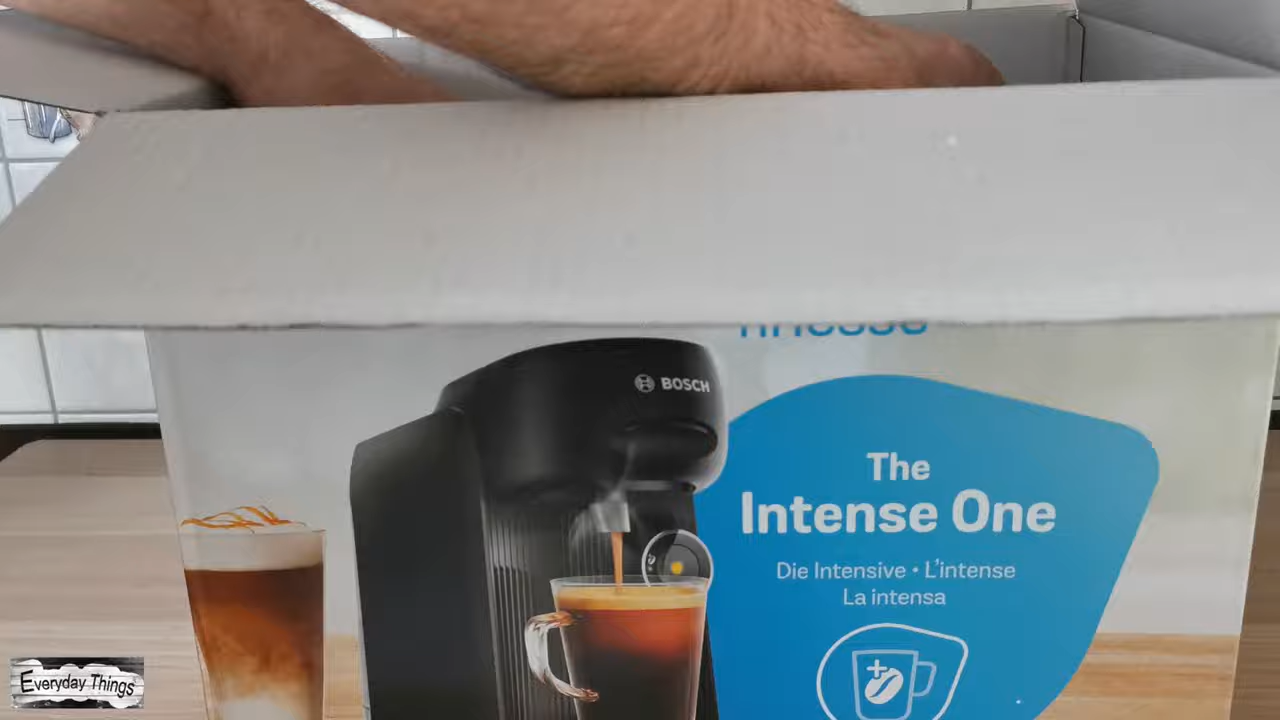 BOSCH
The
Intense One
Die Intensive • L'intense
La intensa
Everyday Things